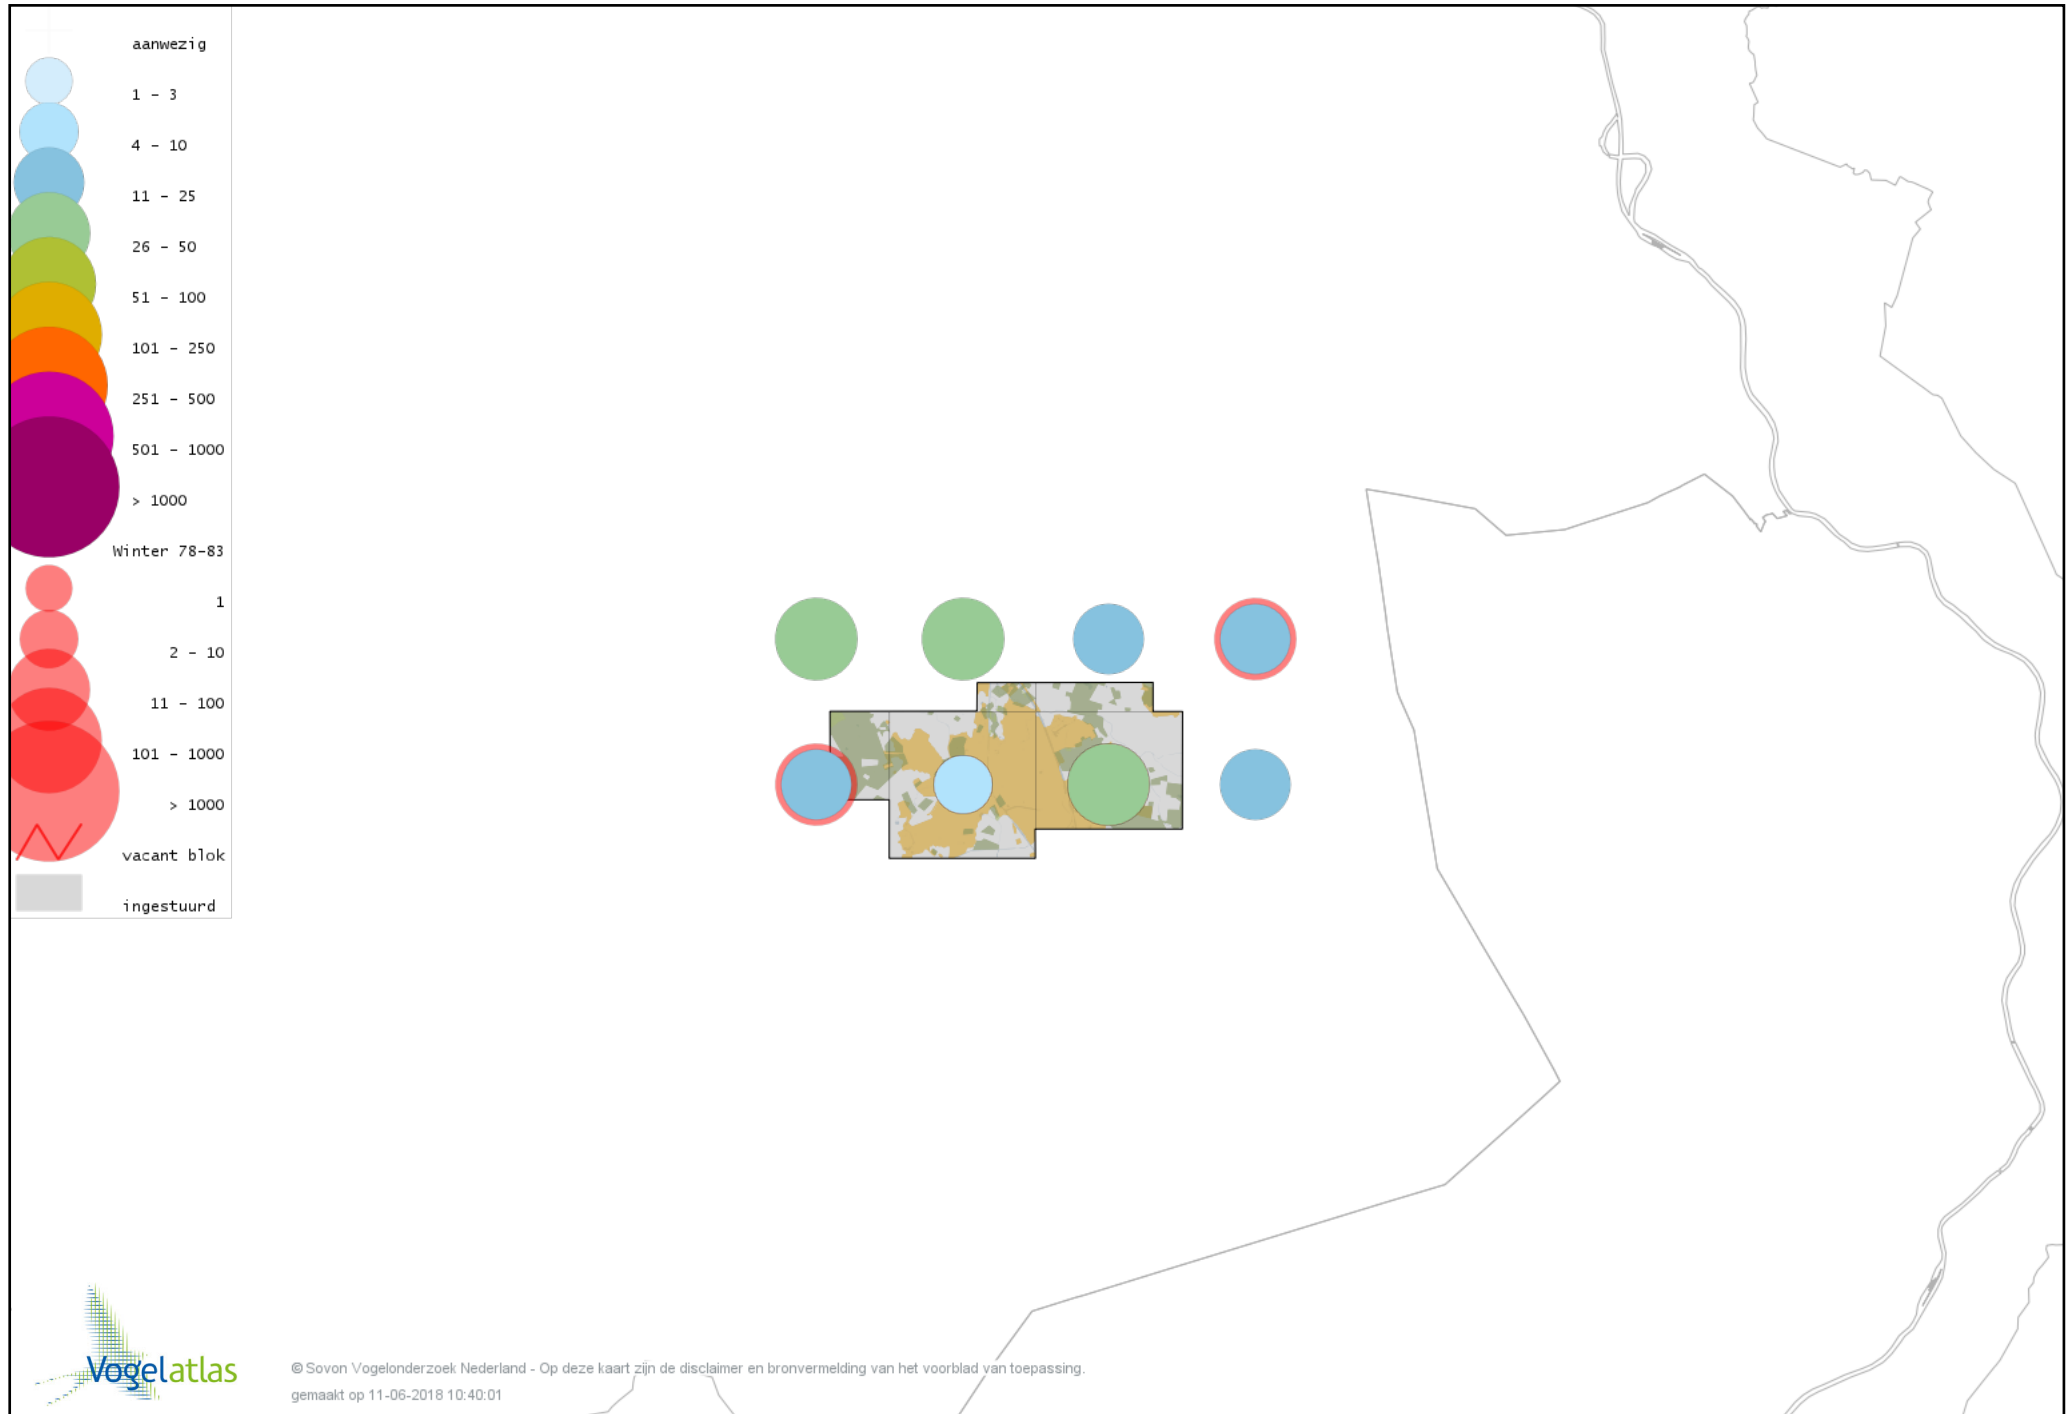 aanwezig
1 - 3
4 - 10
11 - 25
26 - 50
51 - 100
101 - 250
251 - 500
501 - 1000
> 1000
Winter 78-83
1
2 - 10
11 - 100
101 - 1000
> 1000
vacant blok
ingestuurd
Vogelatlas
© Sovon Vogelonderzoek Nederland - Op deze kaart zijn de disclaimer en bronvermelding van het voorblad van toepassing.
gemaakt op 11-06-2018 10:40:01